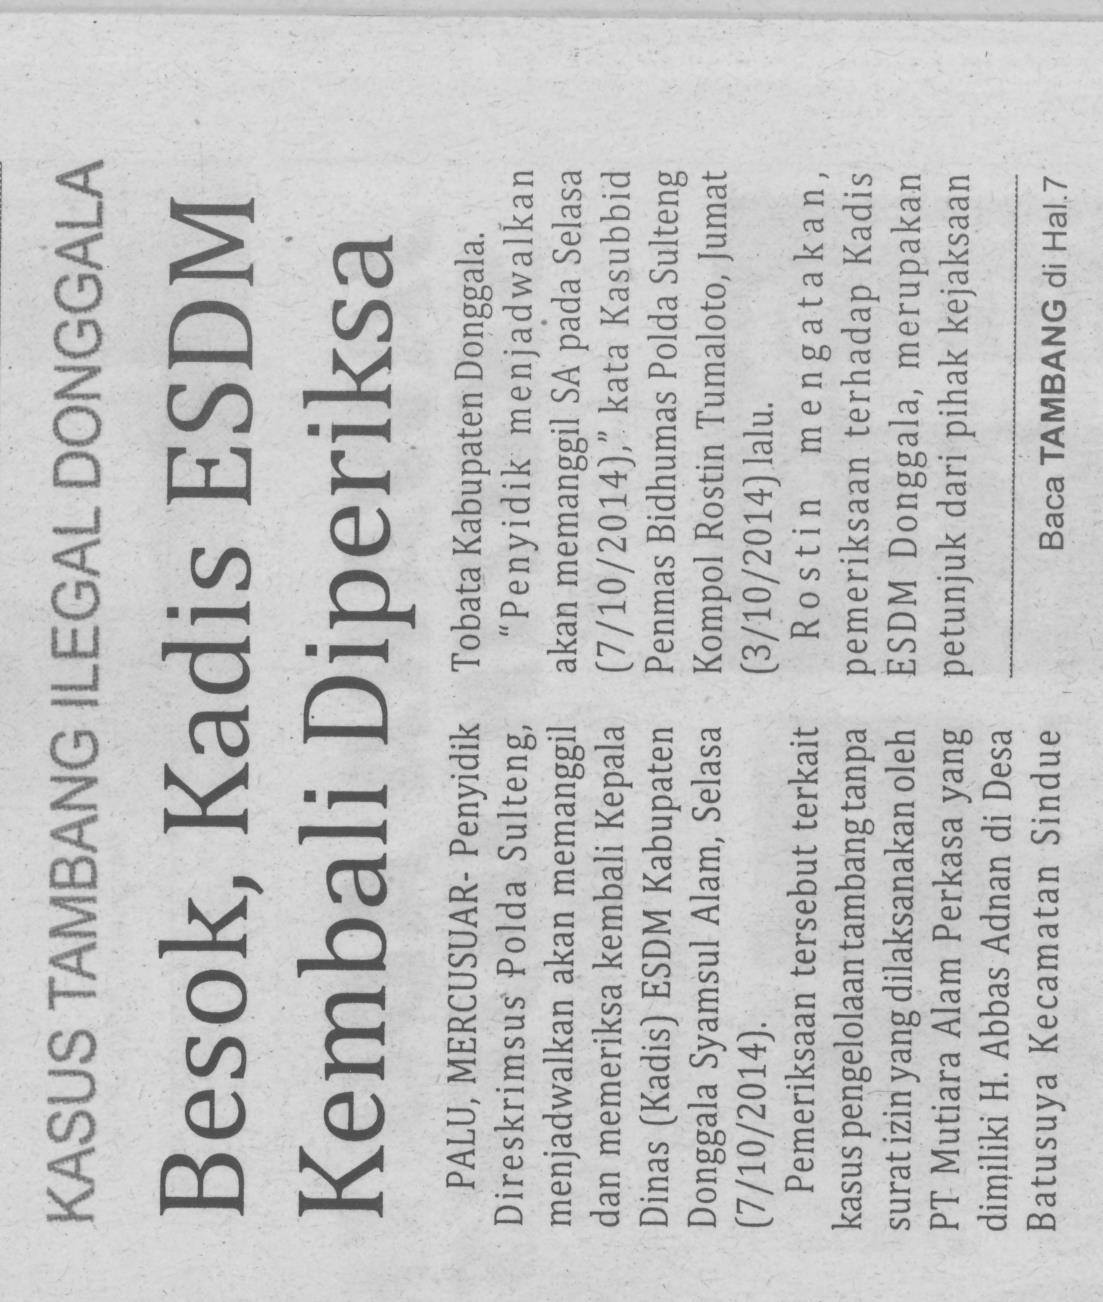 KASUS TAMBANG ILEGAL DONGGALA
Besok, Kadis ESDM
Kembali Diperiksa
PALU, MERCUSUAR- Penyidik
Direskrimsus Polda Sulteng,
menjadwalkan akan memanggil
dan memeriksa kembali Kepala
Dinas (Kadis) ESDM Kabupaten
Donggala Syamsul Alam, Selasa
(7/10/2014).
Pemeriksaan tersebut terkait
kasus pengelolaan tambang tanpa
surat izin yang dilaksanakan oleh
PT Mutiara Alam Perkasa yang
dimiliki H. Abbas Adnan di Desa
Batusuya Kecamatan Sindue
Tobata Kabupaten Donggala.
“Penyidik menjadwalkan
akan memanggil SA pada Selasa
(7/10/2014),” kata Kasubbid
Penmas Bidhumas Polda Sulteng
Kompol Rostin Tumaloto, Jumat
(3/10/2014) lalu.
Rostin mengatakan,
pemeriksaan terhadap Kadis
ESDM Donggala, merupakan
petunjuk dari pihak kejaksaan
Baca TAMBANG di Hal.7